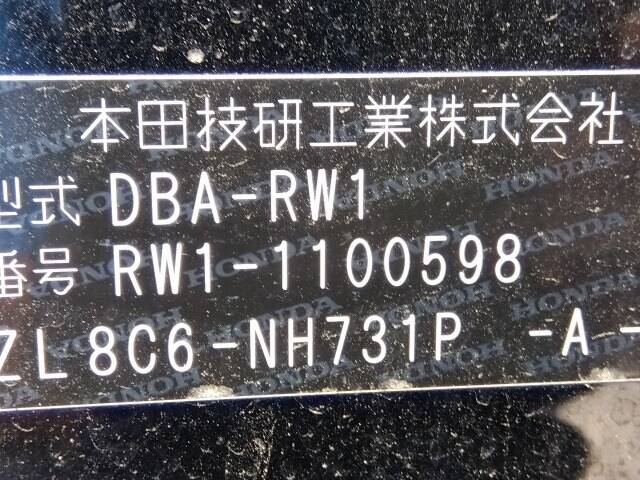 本田技研工業株式会社
型式 DBA-RW1
番号 RW1-1100598
ZL8C6-NH731P -A-